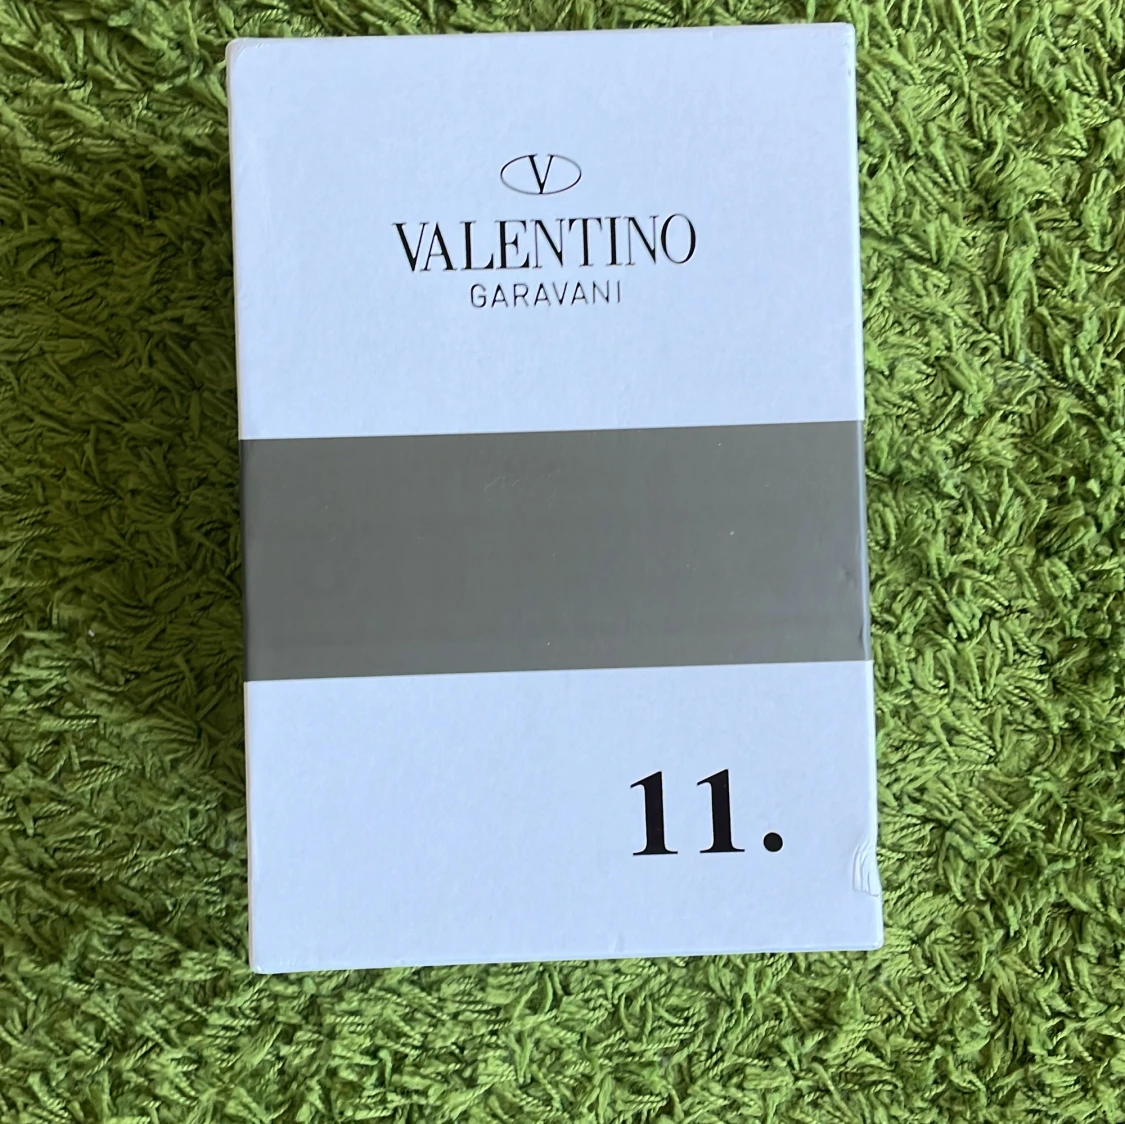 V
VALENTINO
GARAVANI
11.